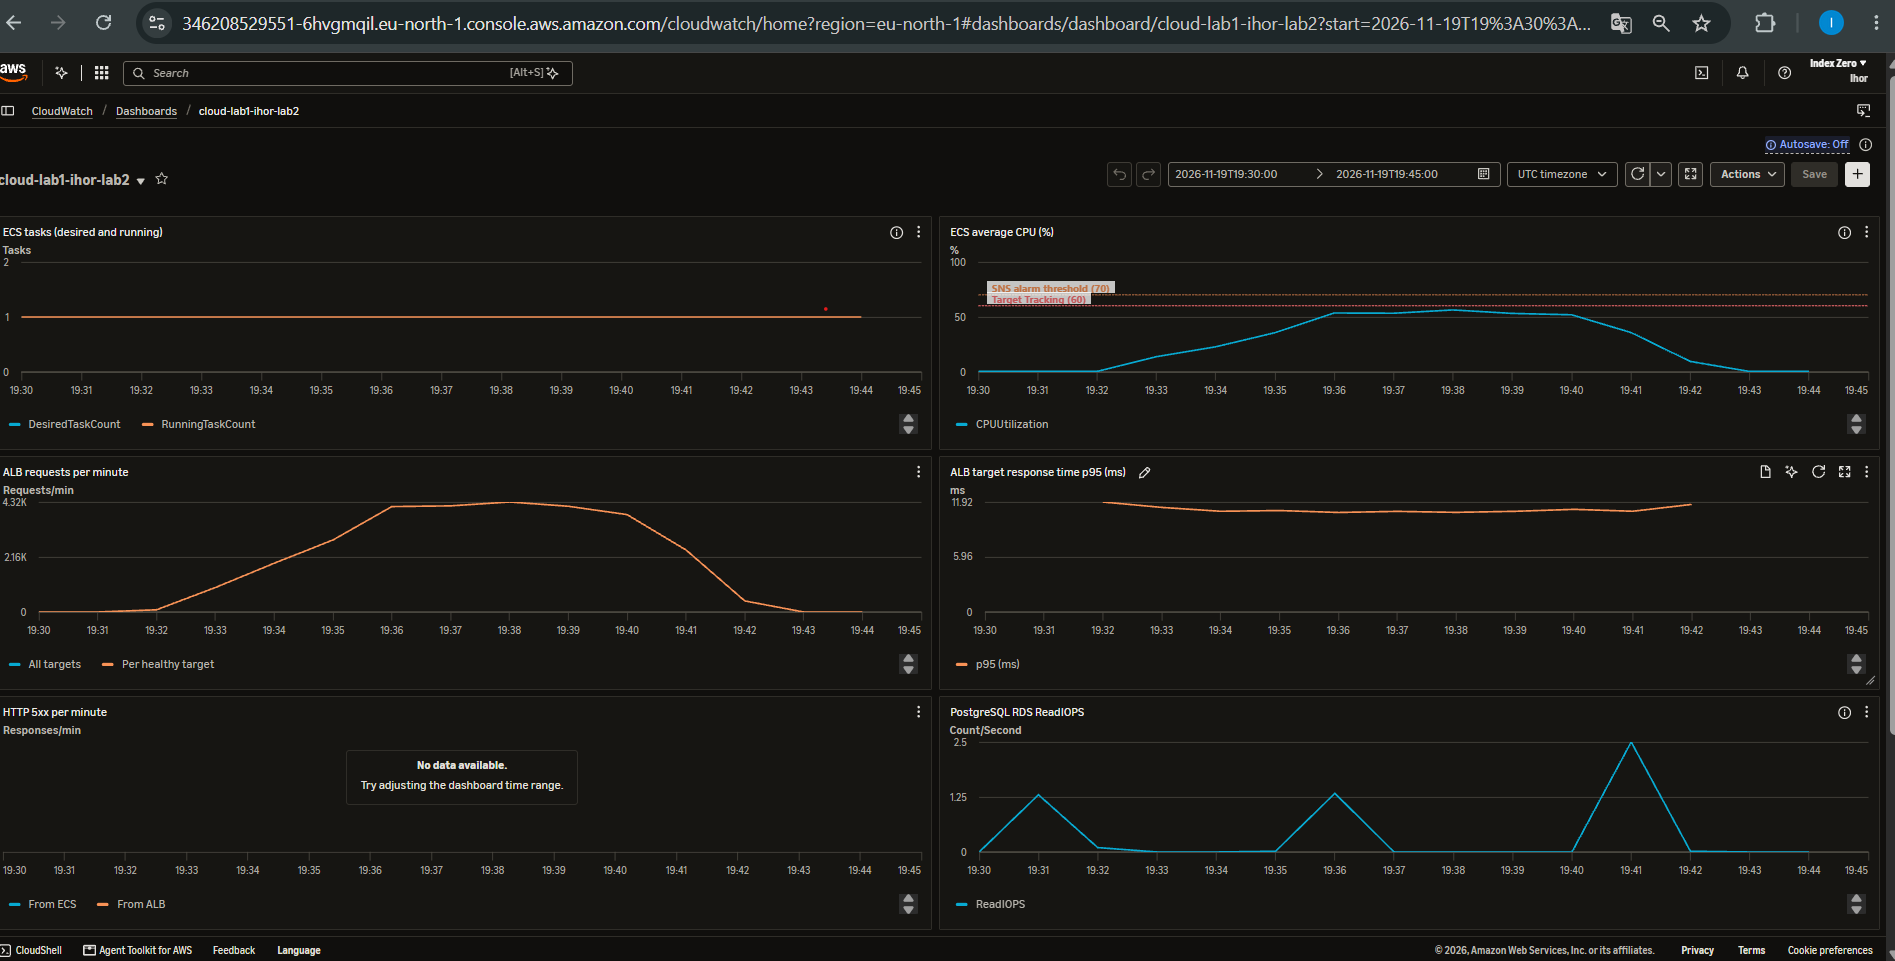 346208529551-6hvgmqil.eu-north-1.console.aws.amazon.com/cloudwatch/home?region=eu-north-1#dashboards/dashboard/cloud-lab1-ihor-lab2?start=2026-11-19T19%3A30%3A...
I
aws
Search
[Alt+S]
Index Zero
Ihor
CloudWatch / Dashboards / cloud-lab1-ihor-lab2
Autosave: Off
cloud-lab1-ihor-lab2
2026-11-19T19:30:00 > 2026-11-19T19:45:00
UTC timezone
Actions
Save
+
ECS tasks (desired and running)
Tasks
2
1
0
19:30 19:31 19:32 19:33 19:34 19:35 19:36 19:37 19:38 19:39 19:40 19:41 19:42 19:43 19:44 19:45
DesiredTaskCount RunningTaskCount
ECS average CPU (%)
%
100
SNS alarm threshold (70)
Target Tracking (60)
50
0
19:30 19:31 19:32 19:33 19:34 19:35 19:36 19:37 19:38 19:39 19:40 19:41 19:42 19:43 19:44 19:45
CPUUtilization
ALB requests per minute
Requests/min
4.32K
2.16K
0
19:30 19:31 19:32 19:33 19:34 19:35 19:36 19:37 19:38 19:39 19:40 19:41 19:42 19:43 19:44 19:45
All targets Per healthy target
ALB target response time p95 (ms)
ms
11.92
5.96
0
19:30 19:31 19:32 19:33 19:34 19:35 19:36 19:37 19:38 19:39 19:40 19:41 19:42 19:43 19:44 19:45
p95 (ms)
HTTP 5xx per minute
Responses/min
No data available.
Try adjusting the dashboard time range.
19:30 19:31 19:32 19:33 19:34 19:35 19:36 19:37 19:38 19:39 19:40 19:41 19:42 19:43 19:44 19:45
From ECS From ALB
PostgreSQL RDS ReadIOPS
Count/Second
2.5
1.25
0
19:30 19:31 19:32 19:33 19:34 19:35 19:36 19:37 19:38 19:39 19:40 19:41 19:42 19:43 19:44 19:45
ReadIOPS
CloudShell Agent Toolkit for AWS Feedback Language
© 2026, Amazon Web Services, Inc. or its affiliates. Privacy Terms Cookie preferences